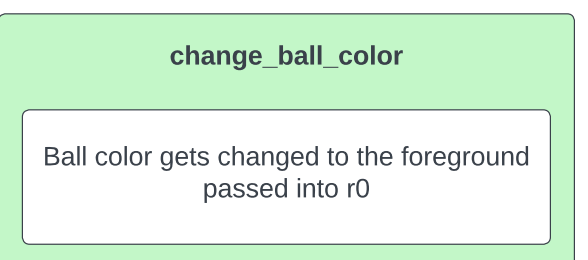 change_ball_color
Ball color gets changed to the foreground
passed into r0